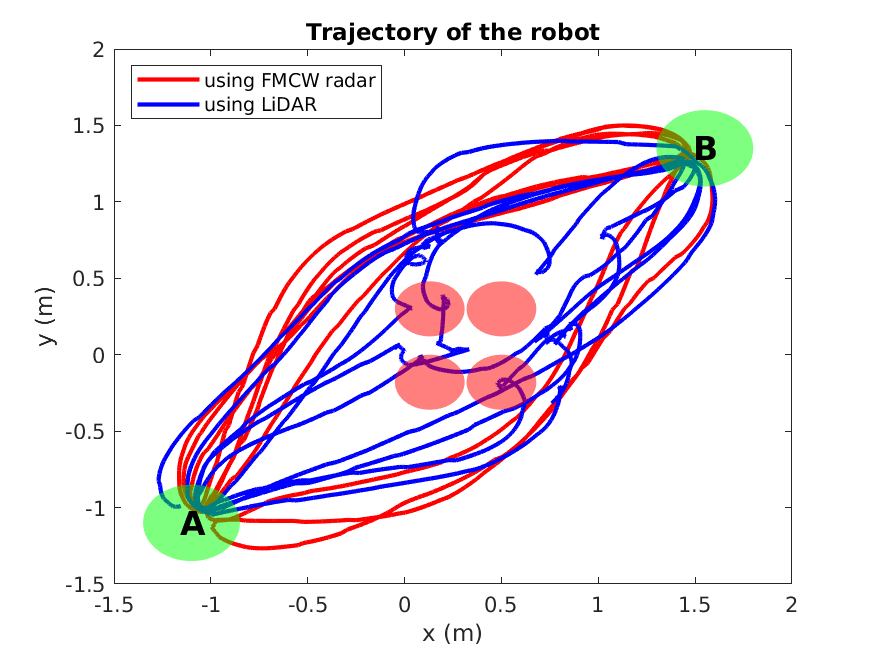 Trajectory of the robot
2
using FMCW radar
using LiDAR
1.5
B
1
0.5
y (m)
0
-0.5
-1
A
-1.5
-1.5 -1 -0.5 0 0.5 1 1.5 2
x (m)